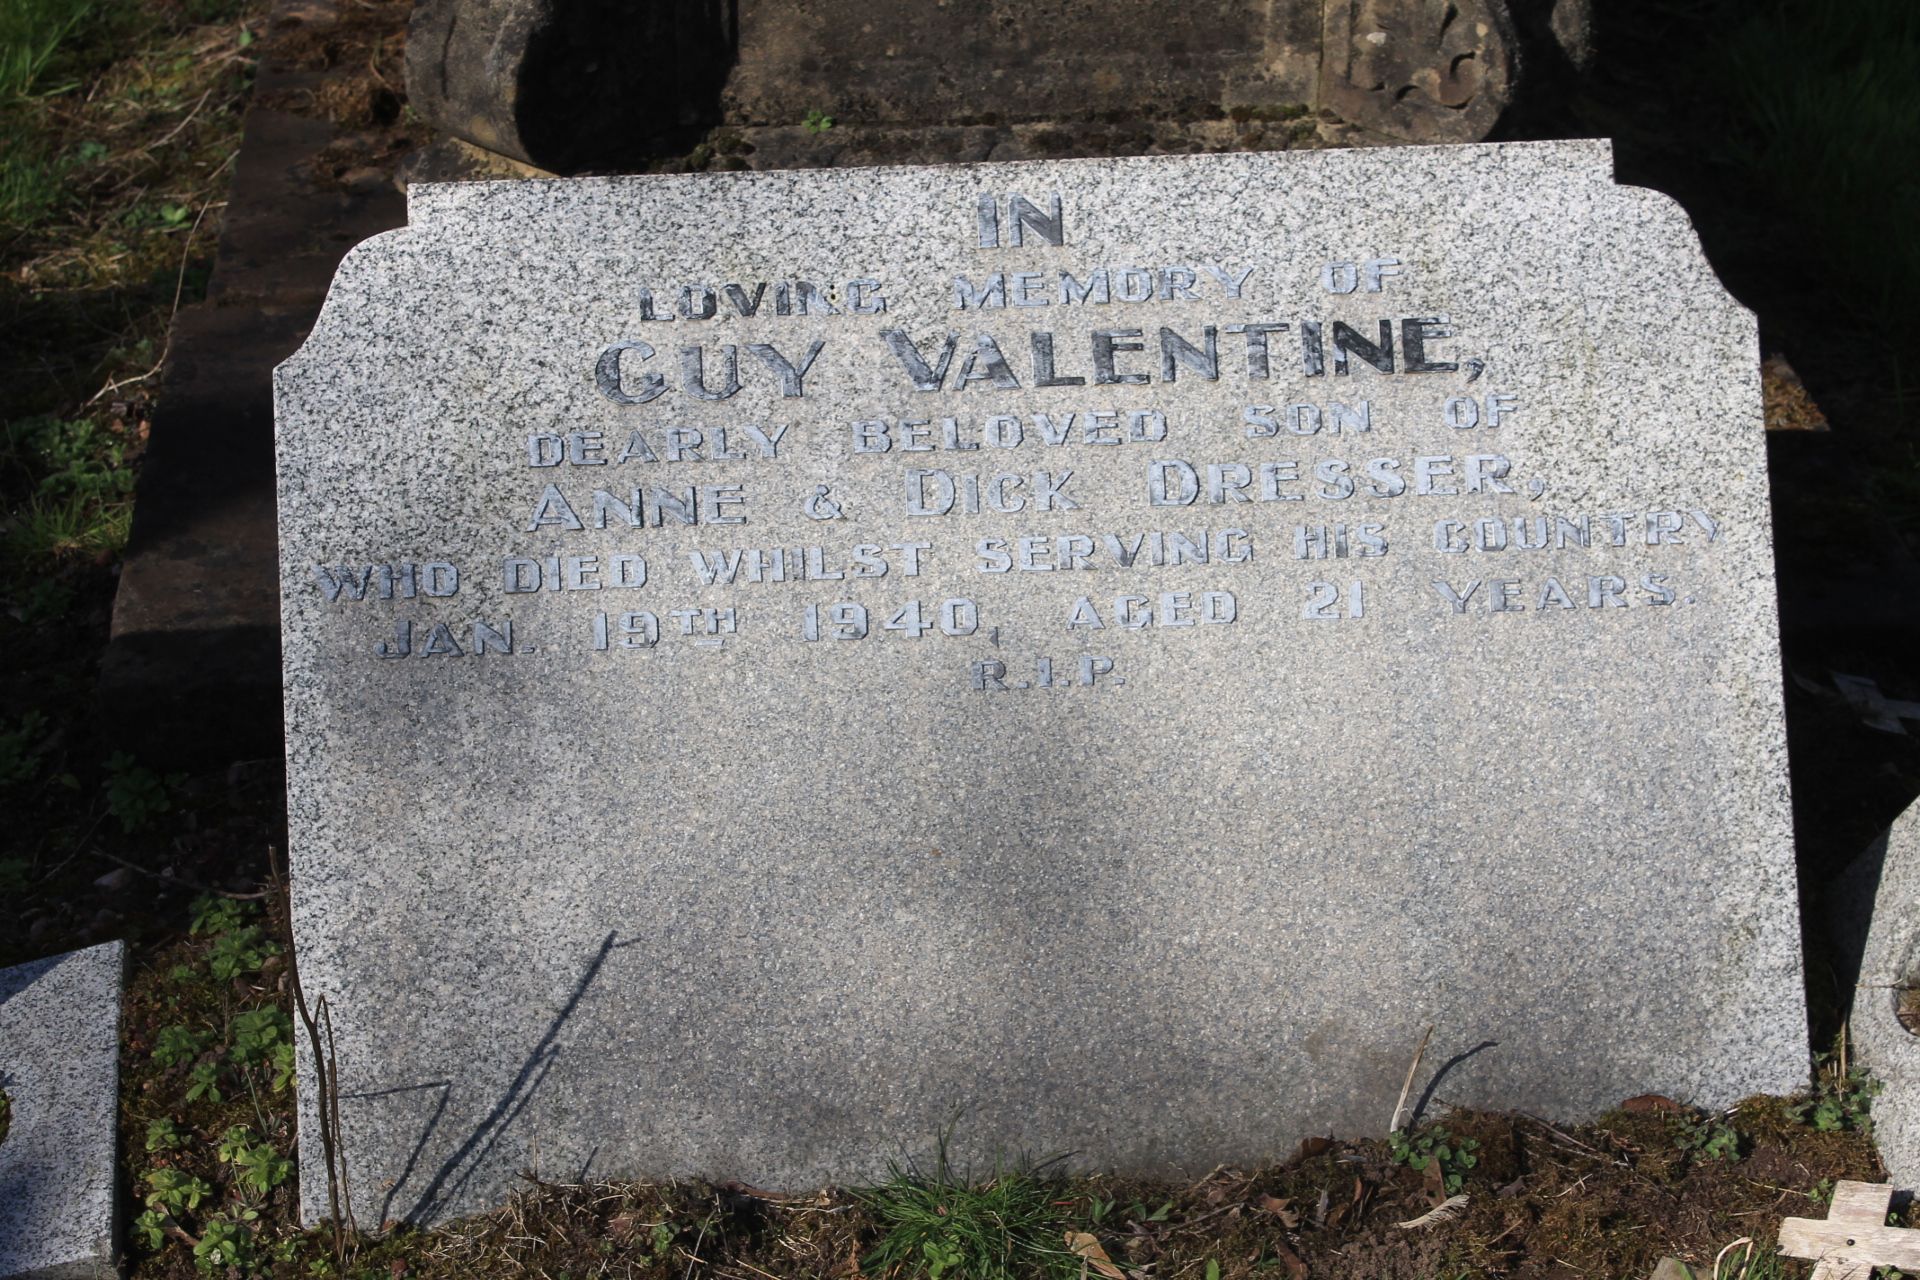 IN
LOVING MEMORY OF
GUY VALENTINE,
DEARLY BELOVED SON OF
ANNE & DICK DRESSER,
WHO DIED WHILST SERVING HIS COUNTRY
JAN. 19TH 1940, AGED 21 YEARS.
R.I.P.